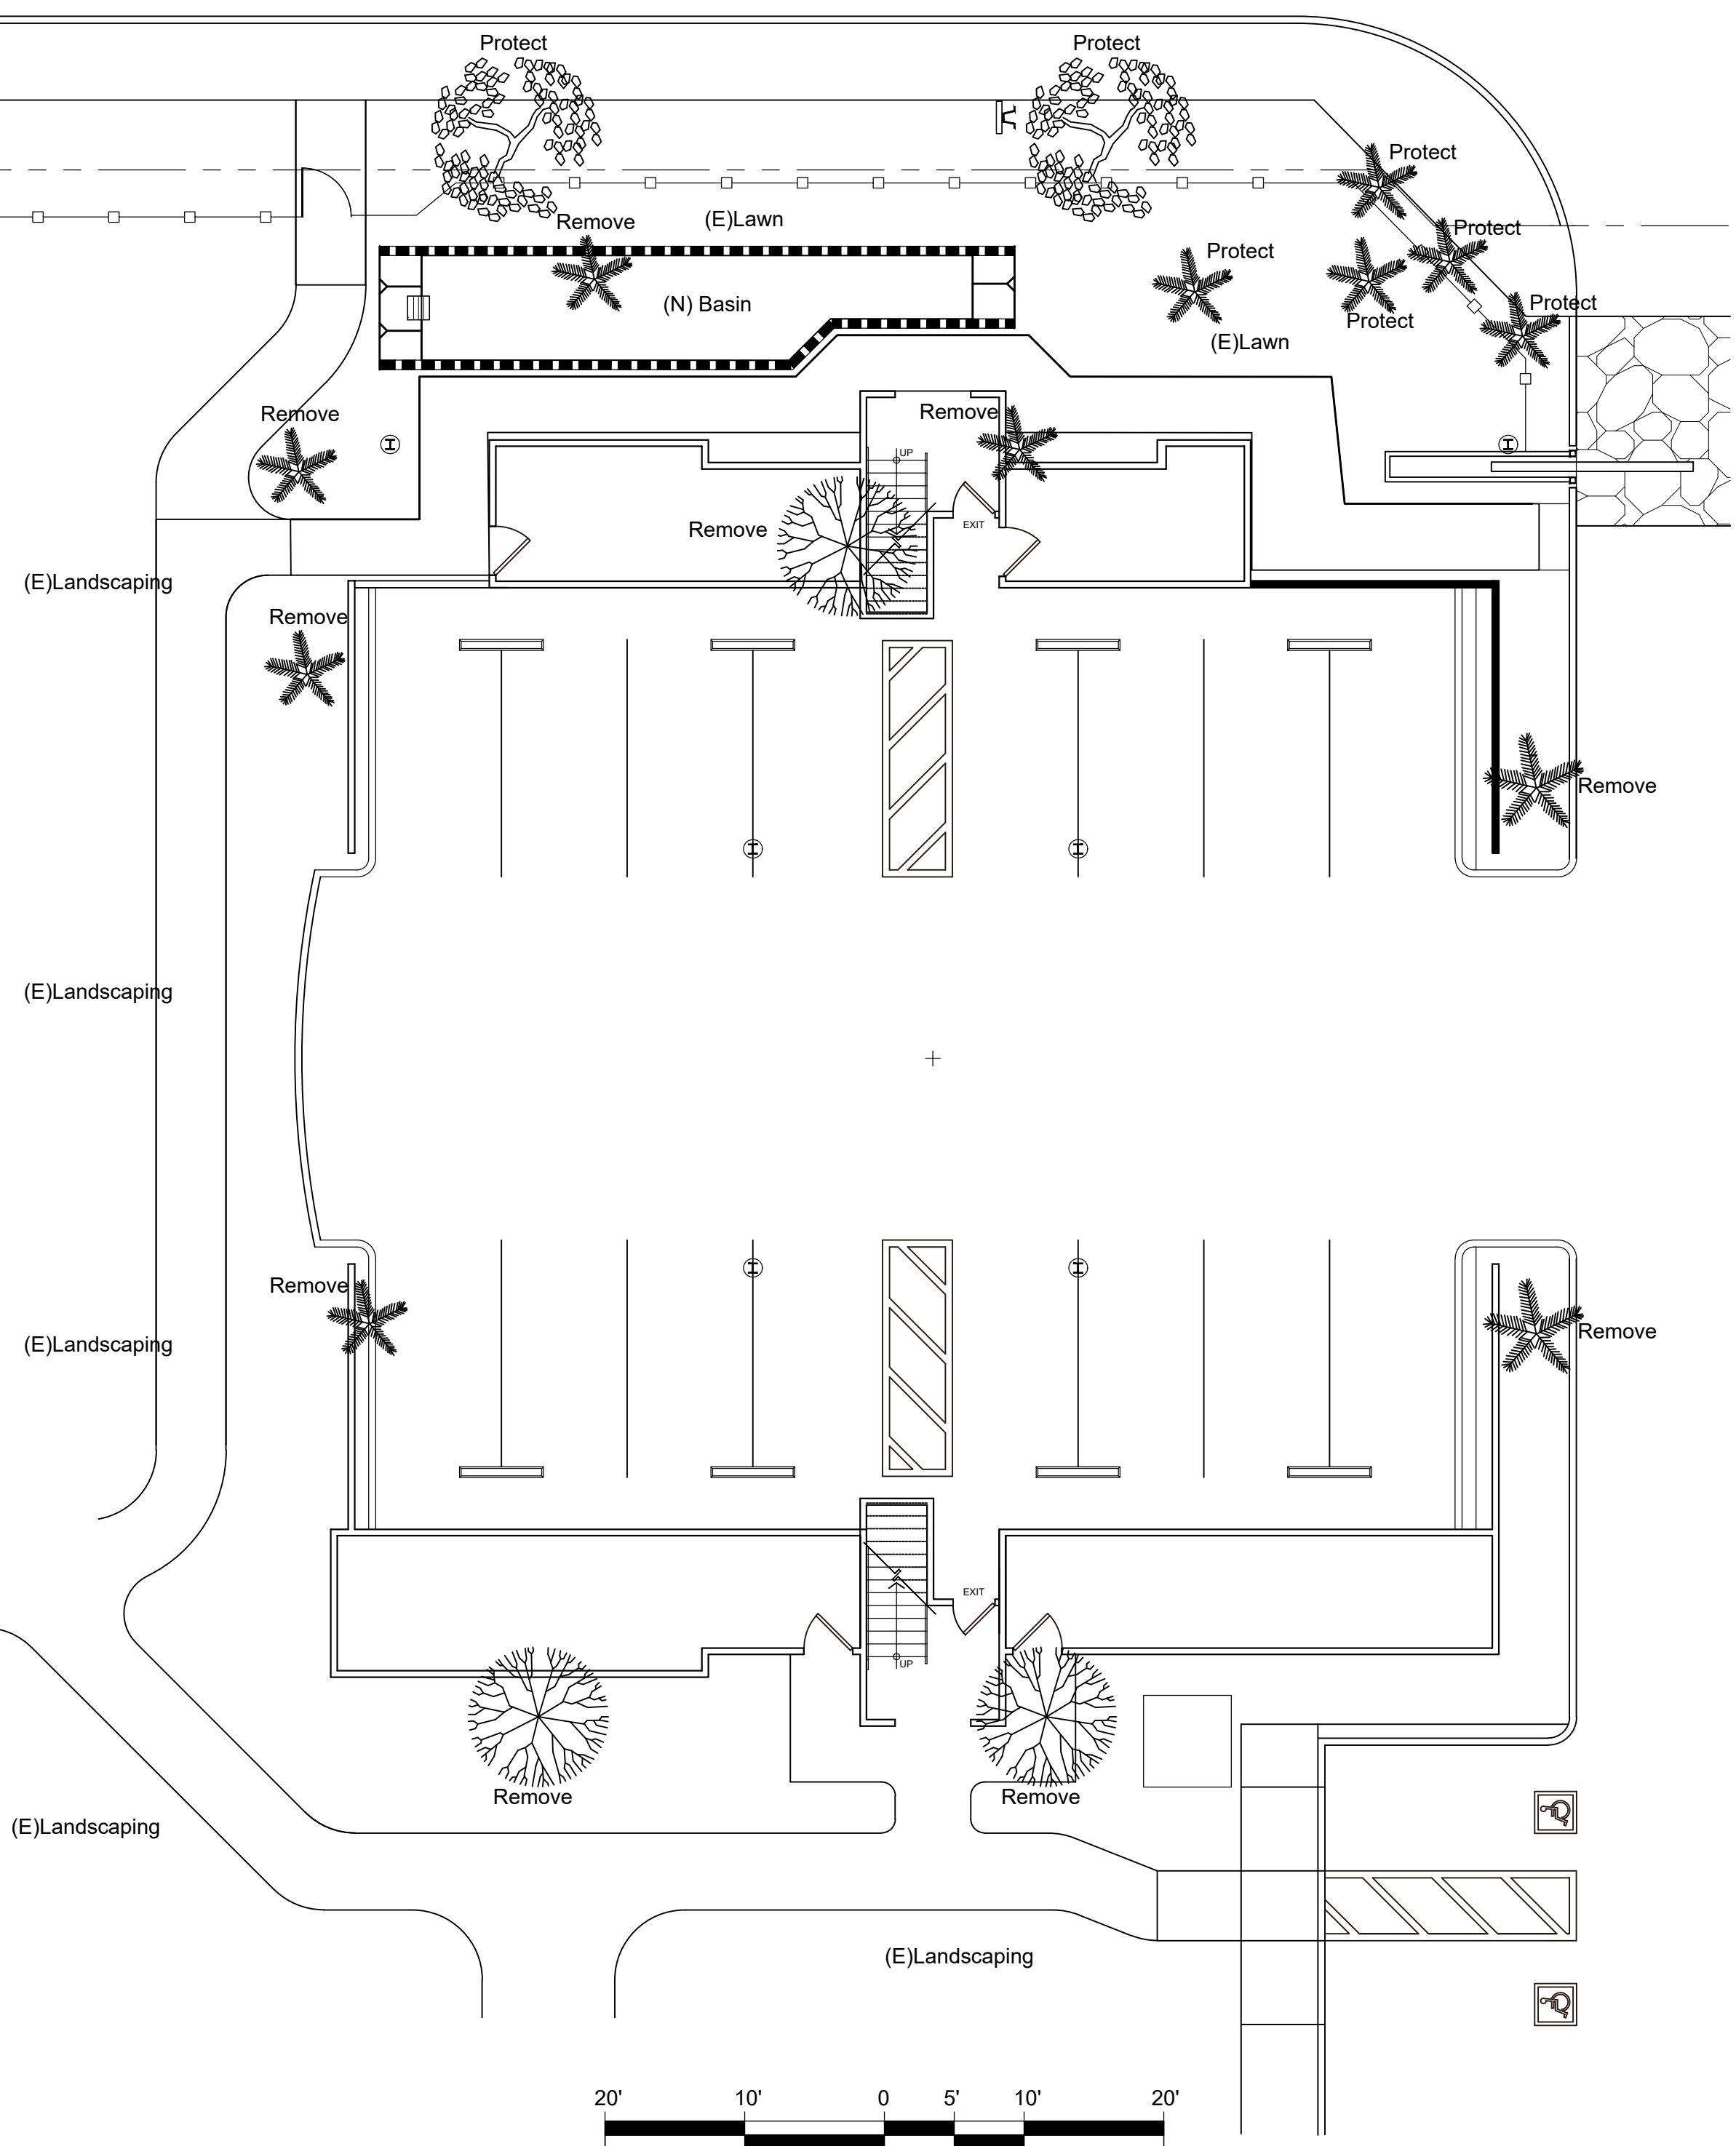 Protect
Protect
Protect
Remove
(E)Lawn
Protect
Protect
(N) Basin
Protect
Protect
(E)Lawn
Remove
Remove
UP
Remove
EXIT
(E)Landscaping
Remove
Remove
(E)Landscaping
Remove
Remove
(E)Landscaping
EXIT
UP
Remove
Remove
(E)Landscaping
(E)Landscaping
20' 10' 0 5' 10' 20'